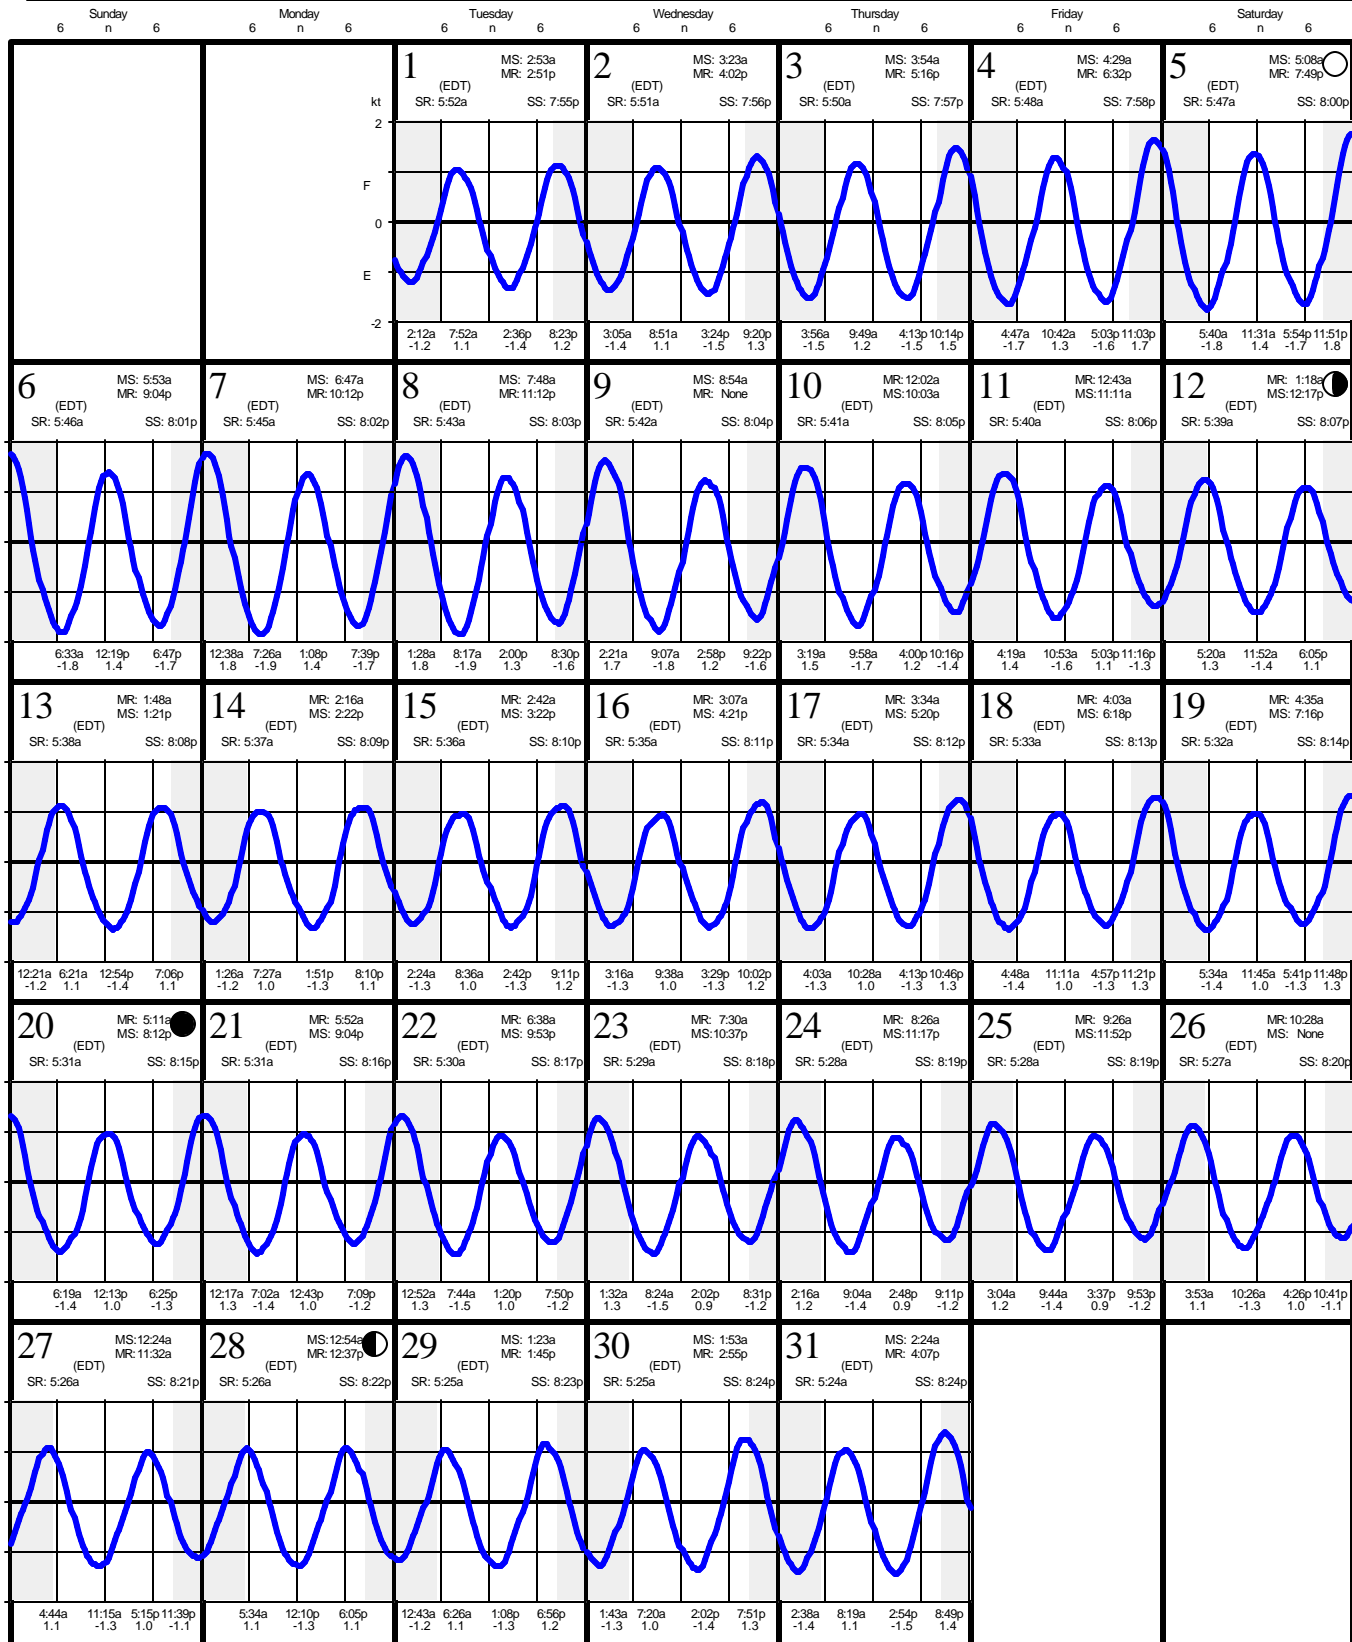 Sunday Monday Tuesday Wednesday Thursday Friday Saturday
6 n 6 6 n 6 6 n 6 6 n 6 6 n 6 6 n 6 6 n 6
1 MS: 2:53a MR: 2:51p (EDT) SR: 5:52a SS: 7:55p
2 MS: 3:23a MR: 4:02p (EDT) SR: 5:51a SS: 7:56p
3 MS: 3:54a MR: 5:16p (EDT) SR: 5:50a SS: 7:57p
4 MS: 4:29a MR: 6:32p (EDT) SR: 5:48a SS: 7:58p
5 MS: 5:08a MR: 7:49p (EDT) SR: 5:47a SS: 8:00p
kt
2
F
0
E
-2
2:12a 7:52a 2:36p 8:23p 3:05a 8:51a 3:24p 9:20p 3:56a 9:49a 4:13p 10:14p 4:47a 10:42a 5:03p 11:03p 5:40a 11:31a 5:54p 11:51p
-1.2 1.1 -1.4 1.2 -1.4 1.1 -1.5 1.3 -1.5 1.2 -1.5 1.5 -1.7 1.3 -1.6 1.7 -1.8 1.4 -1.7 1.8
6 MS: 5:53a MR: 9:04p (EDT) SR: 5:46a SS: 8:01p
7 MS: 6:47a MR: 10:12p (EDT) SR: 5:45a SS: 8:02p
8 MS: 7:48a MR: 11:12p (EDT) SR: 5:43a SS: 8:03p
9 MS: 8:54a MR: None (EDT) SR: 5:42a SS: 8:04p
10 MR: 12:02a MS: 10:03a (EDT) SR: 5:41a SS: 8:05p
11 MR: 12:43a MS: 11:11a (EDT) SR: 5:40a SS: 8:06p
12 MR: 1:18a MS: 12:17p (EDT) SR: 5:39a SS: 8:07p
6:33a 12:19p 6:47p 12:38a 7:26a 1:08p 7:39p 1:28a 8:17a 2:00p 8:30p 2:21a 9:07a 2:58p 9:22p 3:19a 9:58a 4:00p 10:16p 4:19a 10:53a 5:03p 11:16p 5:20a 11:52a 6:05p
-1.8 1.4 -1.7 1.8 -1.9 1.4 -1.7 1.8 -1.9 1.3 -1.6 1.7 -1.8 1.2 -1.6 1.5 -1.7 1.2 -1.4 1.4 -1.6 1.1 -1.3 1.3 -1.4 1.1
13 MR: 1:48a MS: 1:21p (EDT) SR: 5:38a SS: 8:08p
14 MR: 2:16a MS: 2:22p (EDT) SR: 5:37a SS: 8:09p
15 MR: 2:42a MS: 3:22p (EDT) SR: 5:36a SS: 8:10p
16 MR: 3:07a MS: 4:21p (EDT) SR: 5:35a SS: 8:11p
17 MR: 3:34a MS: 5:20p (EDT) SR: 5:34a SS: 8:12p
18 MR: 4:03a MS: 6:18p (EDT) SR: 5:33a SS: 8:13p
19 MR: 4:35a MS: 7:16p (EDT) SR: 5:32a SS: 8:14p
12:21a 6:21a 12:54p 7:06p 1:26a 7:27a 1:51p 8:10p 2:24a 8:36a 2:42p 9:11p 3:16a 9:38a 3:29p 10:02p 4:03a 10:28a 4:13p 10:46p 4:48a 11:11a 4:57p 11:21p 5:34a 11:45a 5:41p 11:48p
-1.2 1.1 -1.4 1.1 -1.2 1.0 -1.3 1.1 -1.3 1.0 -1.3 1.2 -1.3 1.0 -1.3 1.2 -1.3 1.0 -1.3 1.3 -1.4 1.0 -1.3 1.3 -1.4 1.0 -1.3 1.3
20 MR: 5:11a MS: 8:12p (EDT) SR: 5:31a SS: 8:15p
21 MR: 5:52a MS: 9:04p (EDT) SR: 5:31a SS: 8:16p
22 MR: 6:38a MS: 9:53p (EDT) SR: 5:30a SS: 8:17p
23 MR: 7:30a MS: 10:37p (EDT) SR: 5:29a SS: 8:18p
24 MR: 8:26a MS: 11:17p (EDT) SR: 5:28a SS: 8:19p
25 MR: 9:26a MS: 11:52p (EDT) SR: 5:28a SS: 8:19p
26 MR: 10:28a MS: None (EDT) SR: 5:27a SS: 8:20p
6:19a 12:13p 6:25p 12:17a 7:02a 12:43p 7:09p 12:52a 7:44a 1:20p 7:50p 1:32a 8:24a 2:02p 8:31p 2:16a 9:04a 2:48p 9:11p 3:04a 9:44a 3:37p 9:53p 3:53a 10:26a 4:26p 10:41p
-1.4 1.0 -1.3 1.3 -1.4 1.0 -1.2 1.3 -1.5 1.0 -1.2 1.3 -1.5 0.9 -1.2 1.2 -1.4 0.9 -1.2 1.2 -1.4 0.9 -1.2 1.1 -1.3 1.0 -1.1
27 MS: 12:24a MR: 11:32a (EDT) SR: 5:26a SS: 8:21p
28 MS: 12:54a MR: 12:37p (EDT) SR: 5:26a SS: 8:22p
29 MS: 1:23a MR: 1:45p (EDT) SR: 5:25a SS: 8:23p
30 MS: 1:53a MR: 2:55p (EDT) SR: 5:25a SS: 8:24p
31 MS: 2:24a MR: 4:07p (EDT) SR: 5:24a SS: 8:24p
4:44a 11:15a 5:15p 11:39p 5:34a 12:10p 6:05p 12:43a 6:26a 1:08p 6:56p 1:43a 7:20a 2:02p 7:51p 2:38a 8:19a 2:54p 8:49p
1.1 -1.3 1.0 -1.1 1.1 -1.3 1.1 -1.2 1.1 -1.3 1.2 -1.3 1.0 -1.4 1.3 -1.4 1.1 -1.5 1.4